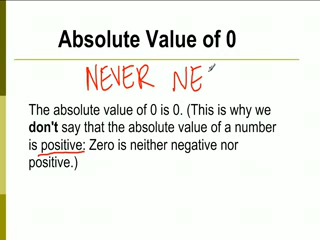 Absolute Value of 0
NEVER NE
The absolute value of 0 is 0. (This is why we
don't say that the absolute value of a number
is positive: Zero is neither negative nor
positive.)